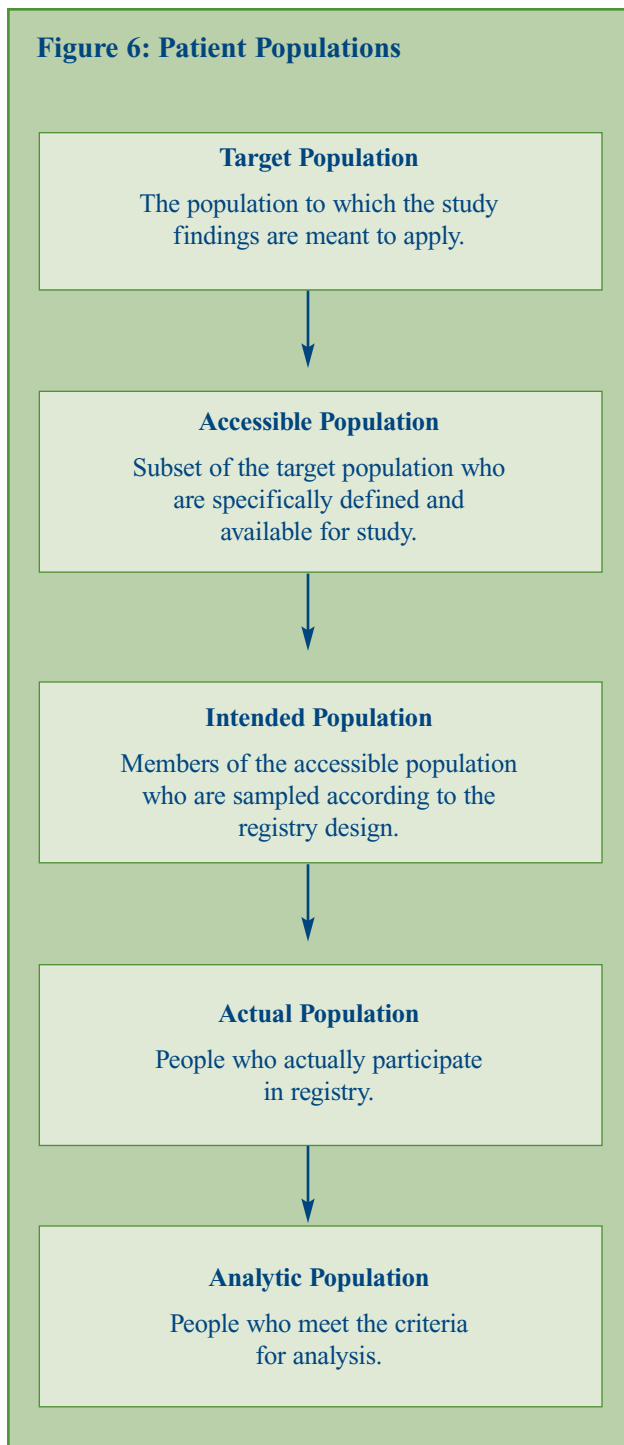 Figure 6: Patient Populations
Target Population
The population to which the study
findings are meant to apply.
Accessible Population
Subset of the target population who
are specifically defined and
available for study.
Intended Population
Members of the accessible population
who are sampled according to the
registry design.
Actual Population
People who actually participate
in registry.
Analytic Population
People who meet the criteria
for analysis.